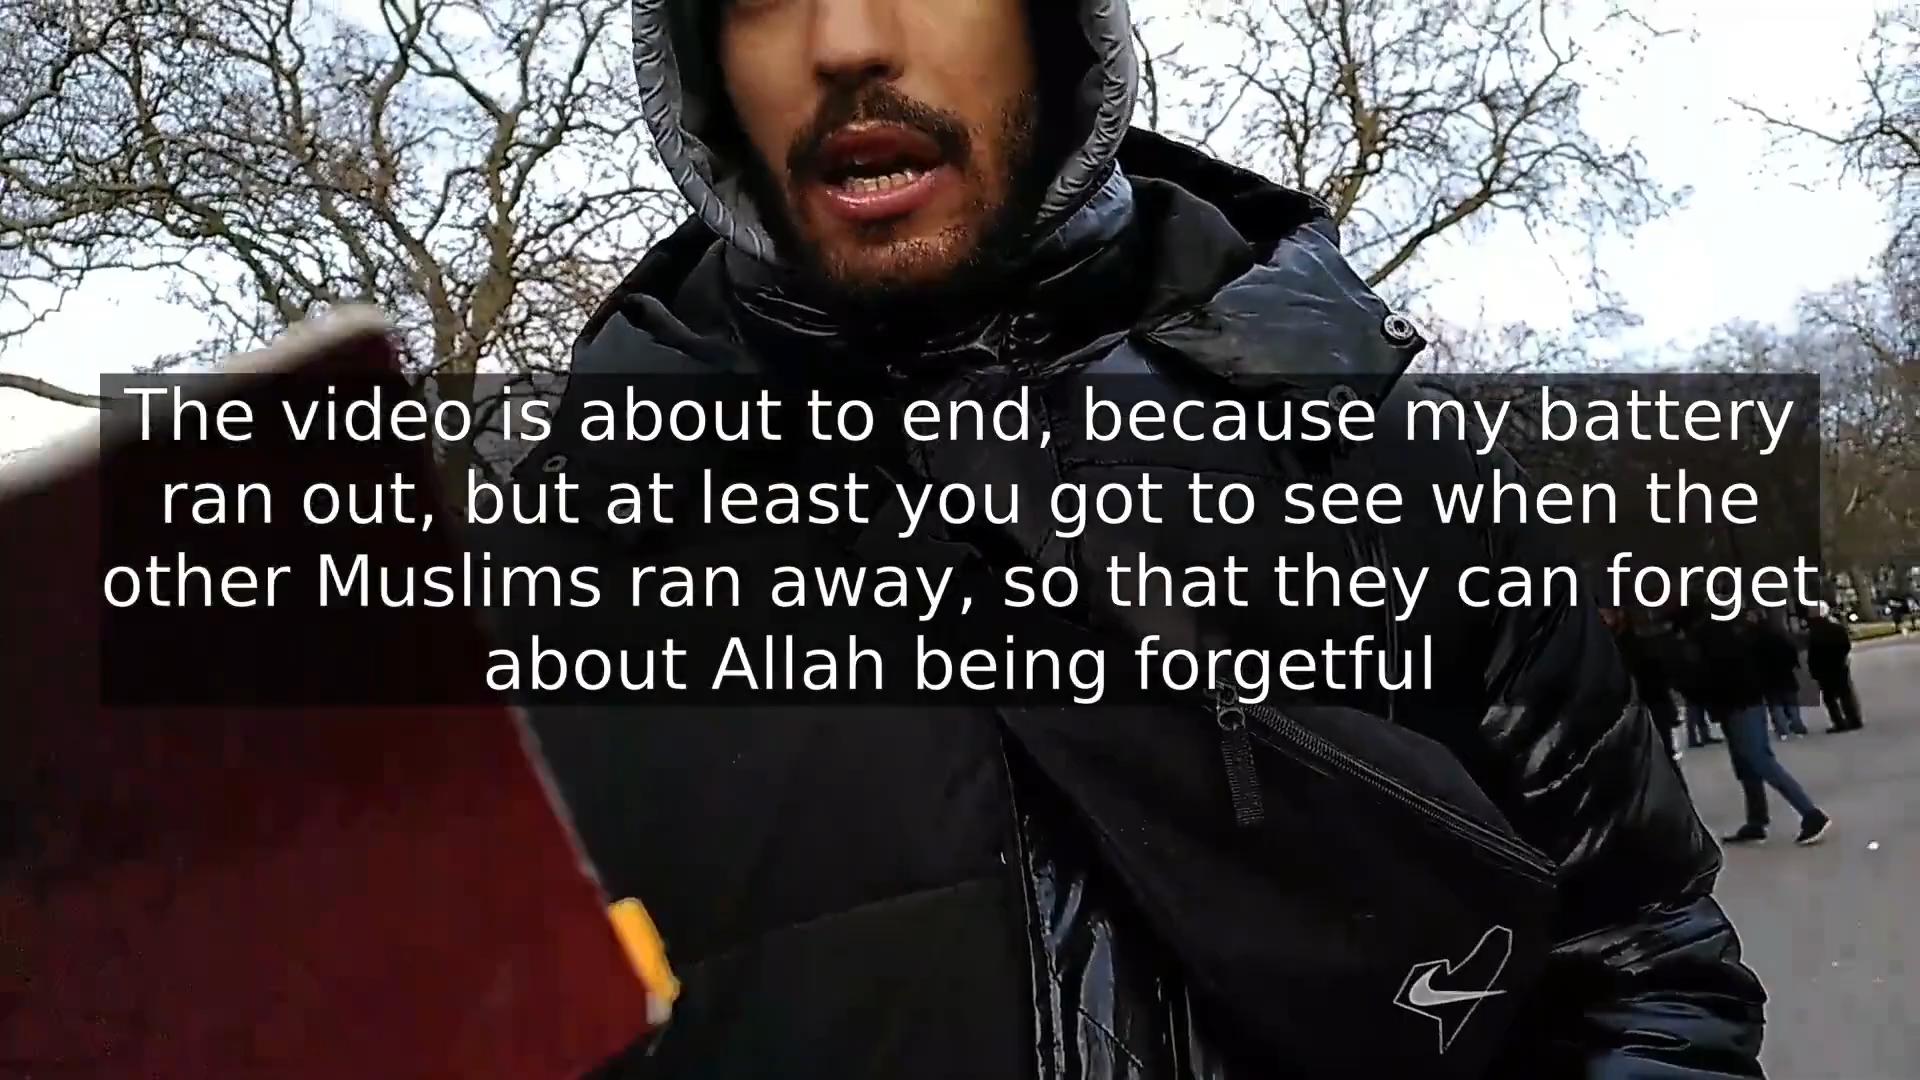 The video is about to end, because my battery
ran out, but at least you got to see when the
other Muslims ran away, so that they can forget
about Allah being forgetful